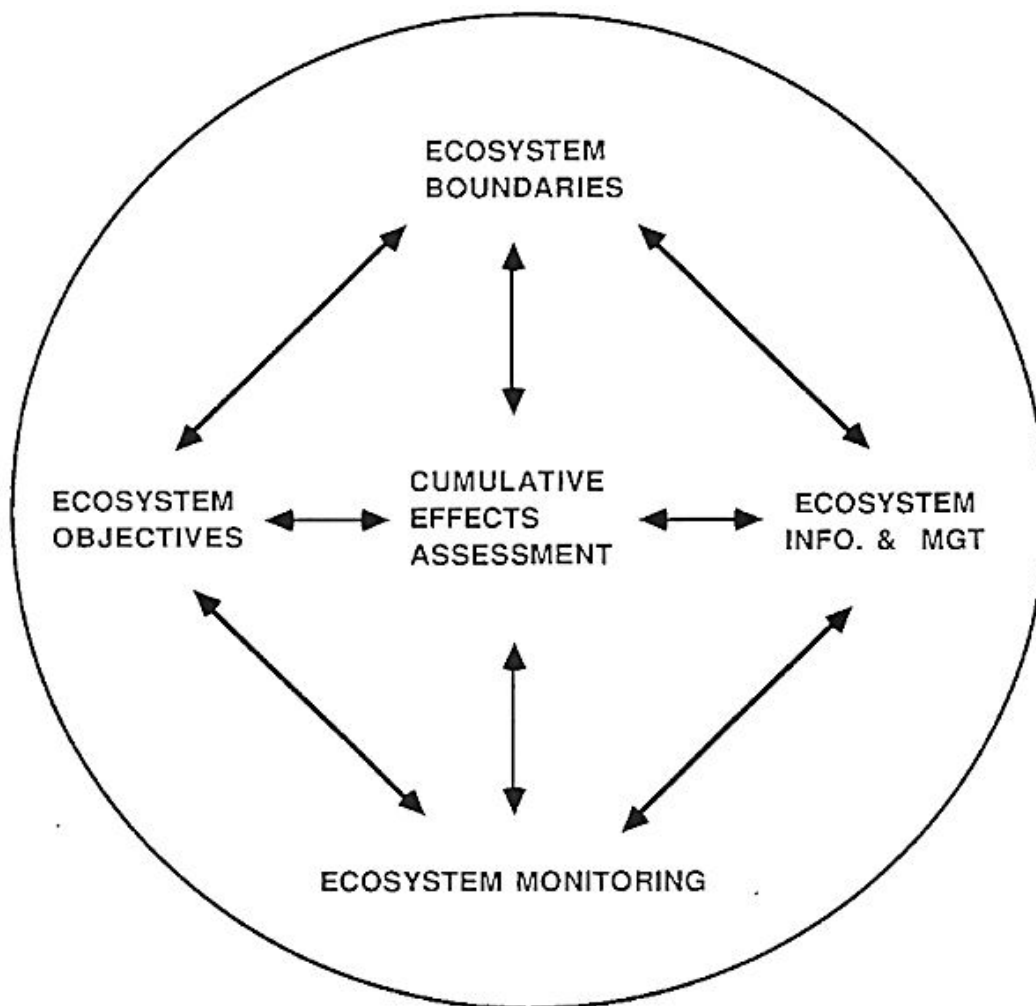 ECOSYSTEM
BOUNDARIES
ECOSYSTEM
OBJECTIVES
CUMULATIVE
EFFECTS
ASSESSMENT
ECOSYSTEM
INFO. & MGT
ECOSYSTEM MONITORING